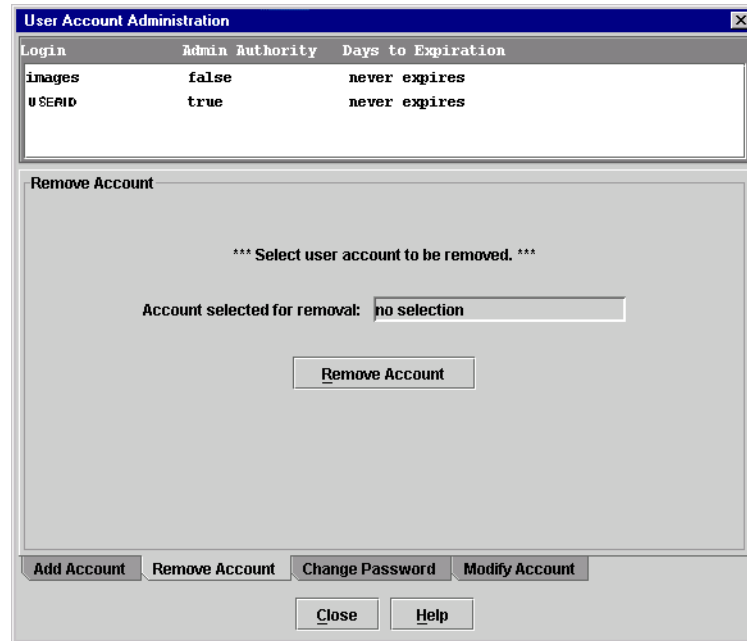 User Account Administration
Login Admin Authority Days to Expiration
images false never expires
USERID true never expires
Remove Account
*** Select user account to be removed. ***
Account selected for removal: no selection
Remove Account
Add Account Remove Account Change Password Modify Account
Close Help